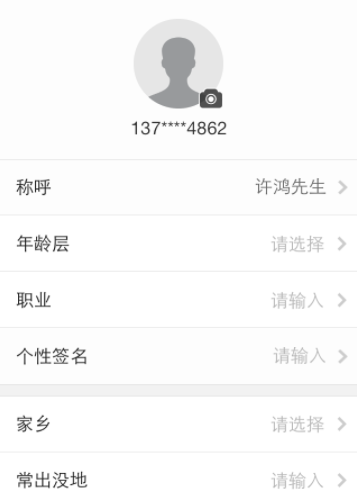 137****4862
称呼 许鸿先生
年龄层 请选择
职业 请输入
个性签名 请输入
家乡 请选择
常出没地 请输入